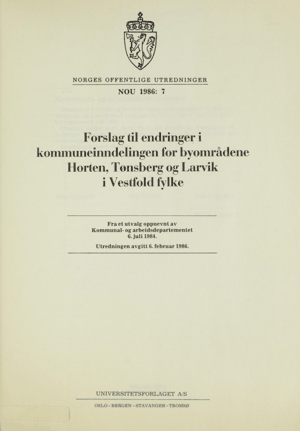 NORGES OFFENTLIGE UTREDNINGER
NOU 1986: 7
Forslag til endringer i
kommuneinndelingen for byområdene
Horten, Tønsberg og Larvik
i Vestfold fylke
Fra et utvalg oppnevnt av
Kommunal- og arbeidsdepartementet
6. juli 1984.
Utredningen avgitt 6. februar 1986.
UNIVERSITETSFORLAGET A/S
OSLO - BERGEN - STAVANGER - TROMSØ